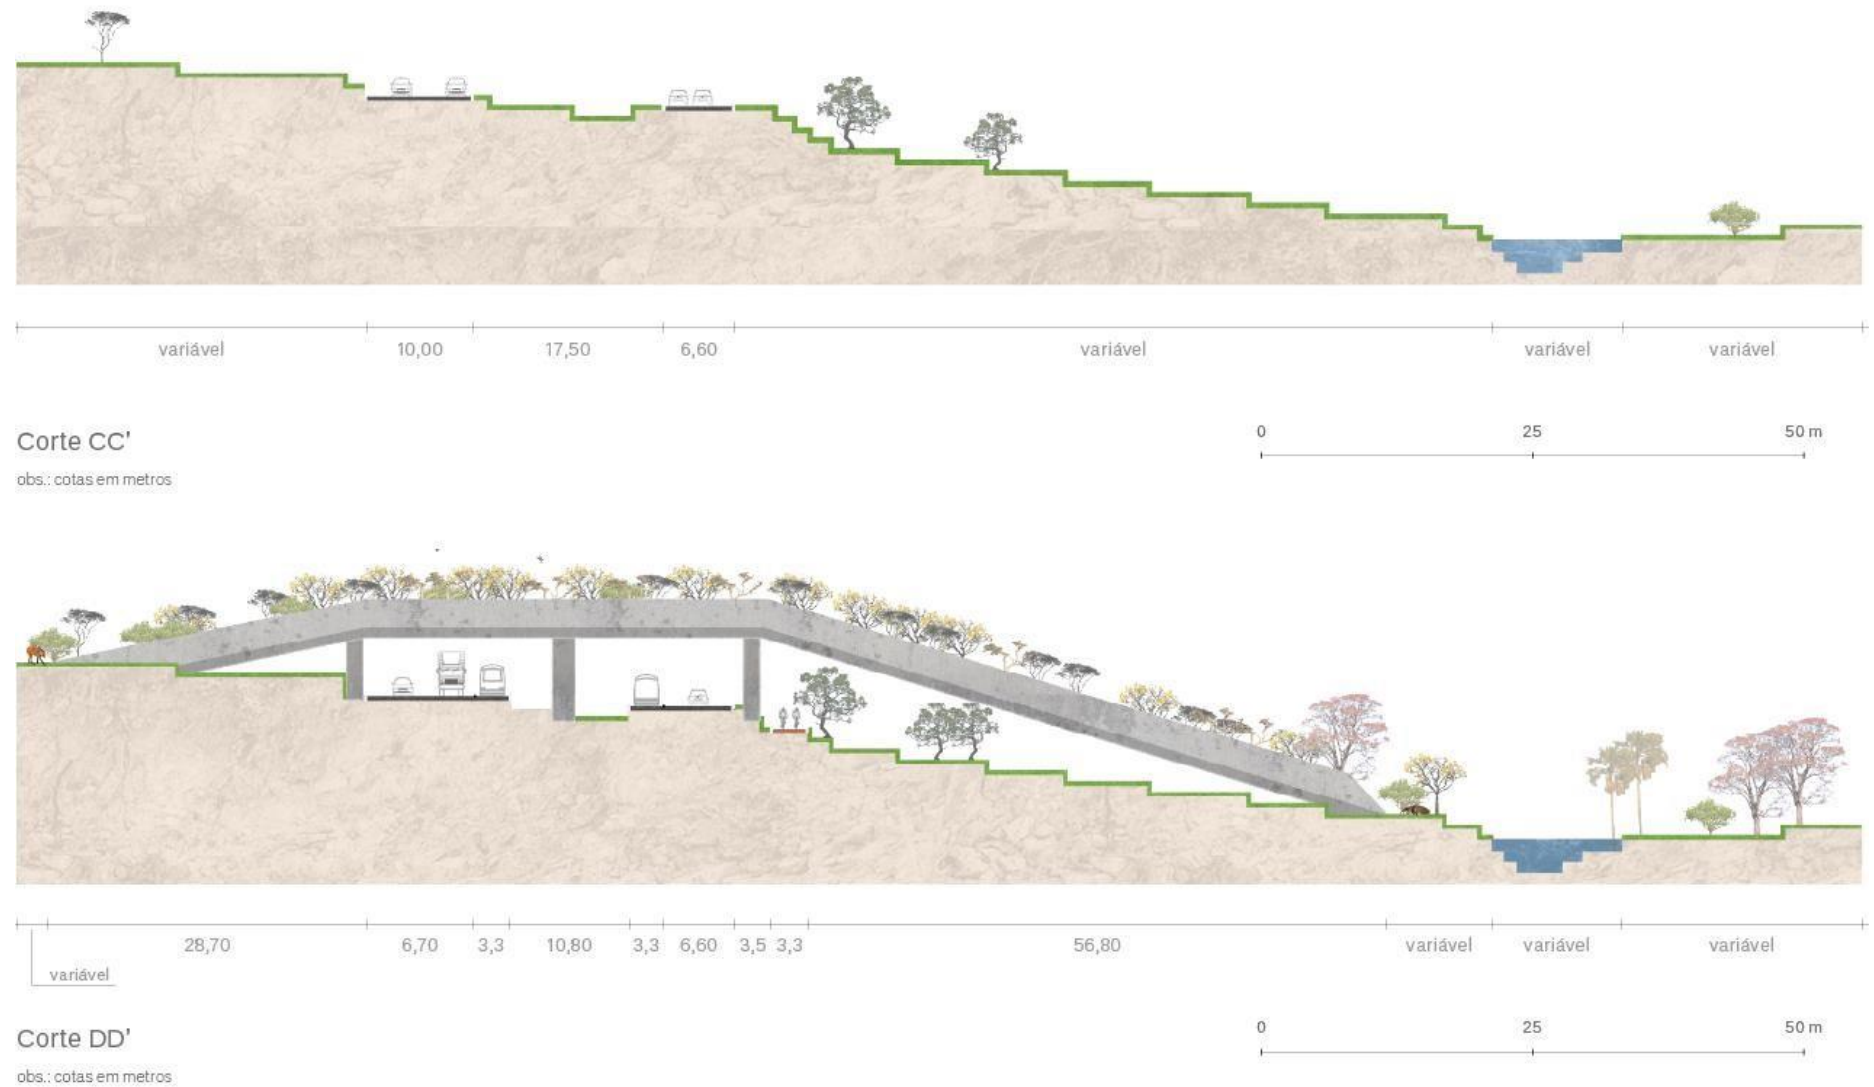 variável 10,00 17,50 6,60 variável variável variável
Corte CC'
0 25 50 m
obs.: cotas em metros
28,70 6,70 3,3 10,80 3,3 6,60 3,5 3,3 56,80 variável variável variável
variável
Corte DD'
0 25 50 m
obs.: cotas em metros